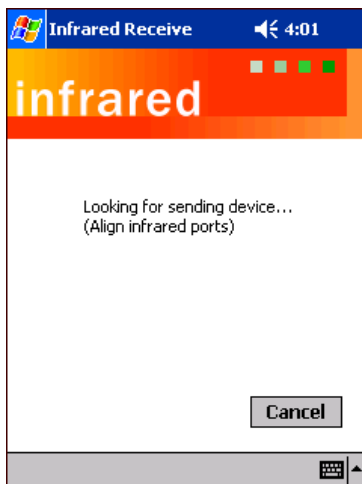 Infrared Receive 4:01
infrared
Looking for sending device...
(Align infrared ports)
Cancel